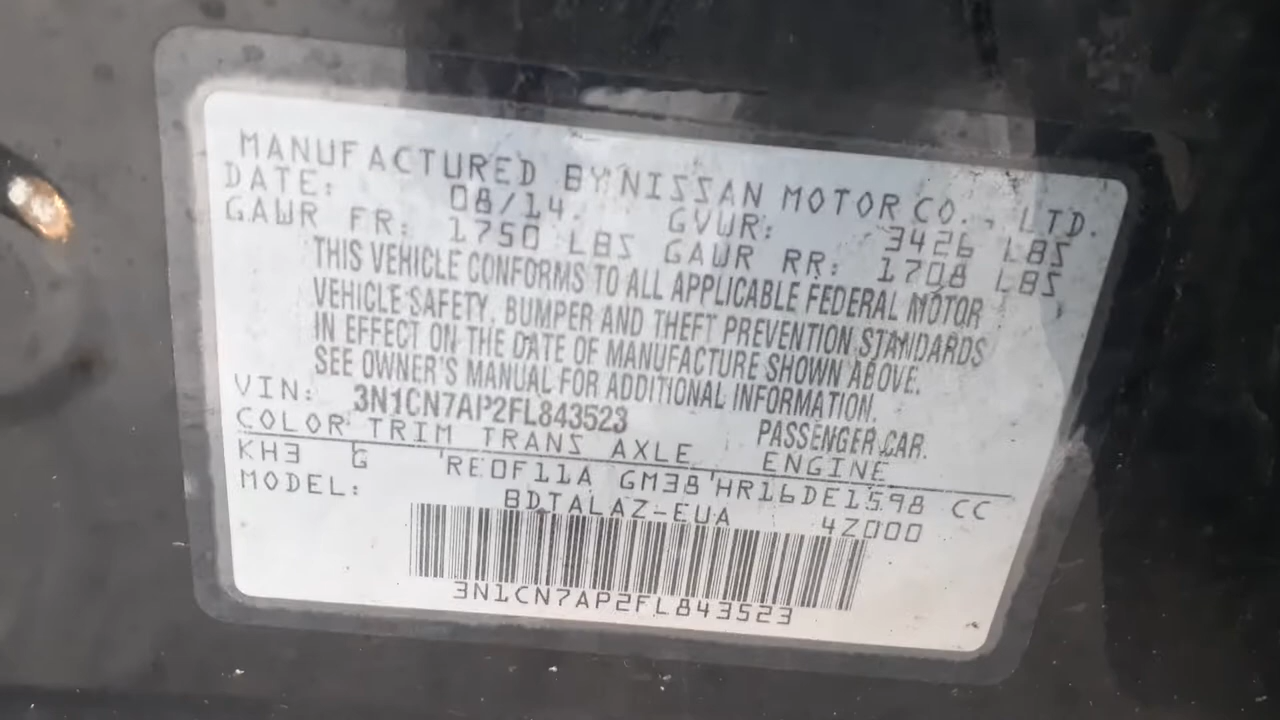 MANUFACTURED BY NISSAN MOTOR CO., LTD.
DATE: 08/14 GVWR: 3426 LBS
GAWR FR: 1750 LBS GAWR RR: 1708 LBS
THIS VEHICLE CONFORMS TO ALL APPLICABLE FEDERAL MOTOR
VEHICLE SAFETY, BUMPER AND THEFT PREVENTION STANDARDS
IN EFFECT ON THE DATE OF MANUFACTURE SHOWN ABOVE.
SEE OWNER'S MANUAL FOR ADDITIONAL INFORMATION.
VIN: 3N1CN7AP2FL843523 PASSENGER CAR.
COLOR TRIM TRANS AXLE ENGINE
KH3 G RE0F11A GM38 HR16DE1598 CC
MODEL: BDTALAZ-EUA 4Z000
3N1CN7AP2FL843523